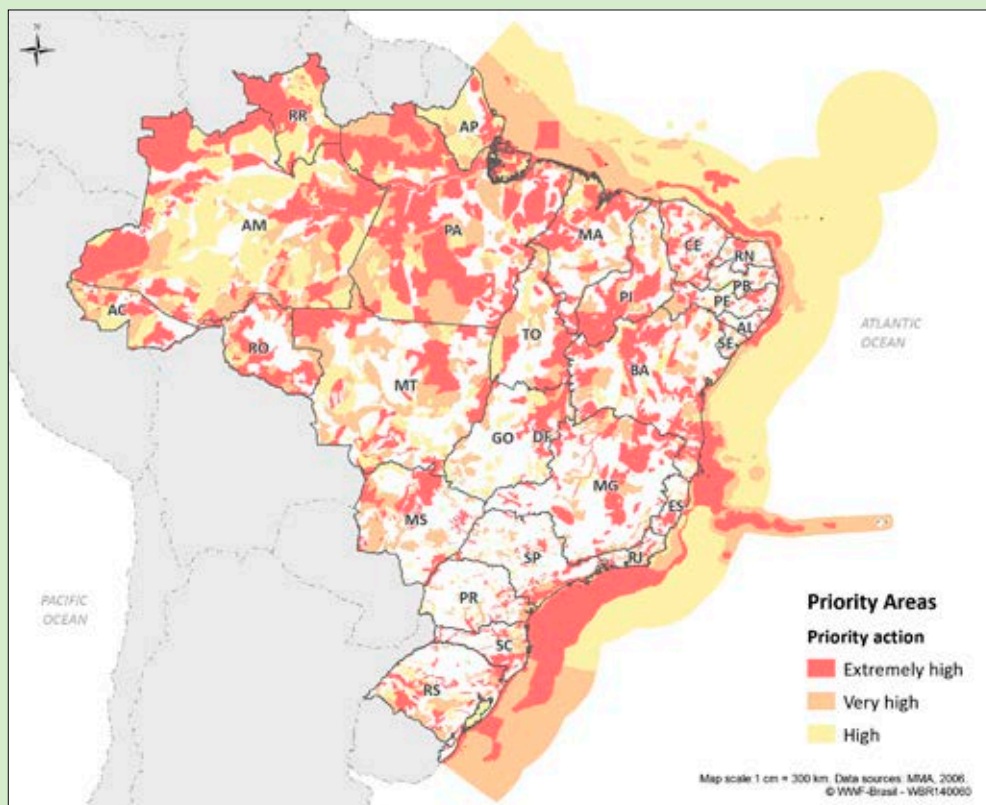 N
RR
AP
AM
PA
MA
CE
RN
PB
PE
PI
AC
AL
SE
TO
RO
BA
MT
ATLANTIC
OCEAN
GO
DF
MG
ES
MS
SP
RJ
PR
PACIFIC
OCEAN
SC
RS
Priority Areas
Priority action
Extremely high
Very high
High
Map scale 1 cm = 300 km. Data sources: MMA, 2006.
© WWF-Brasil - WBR140060